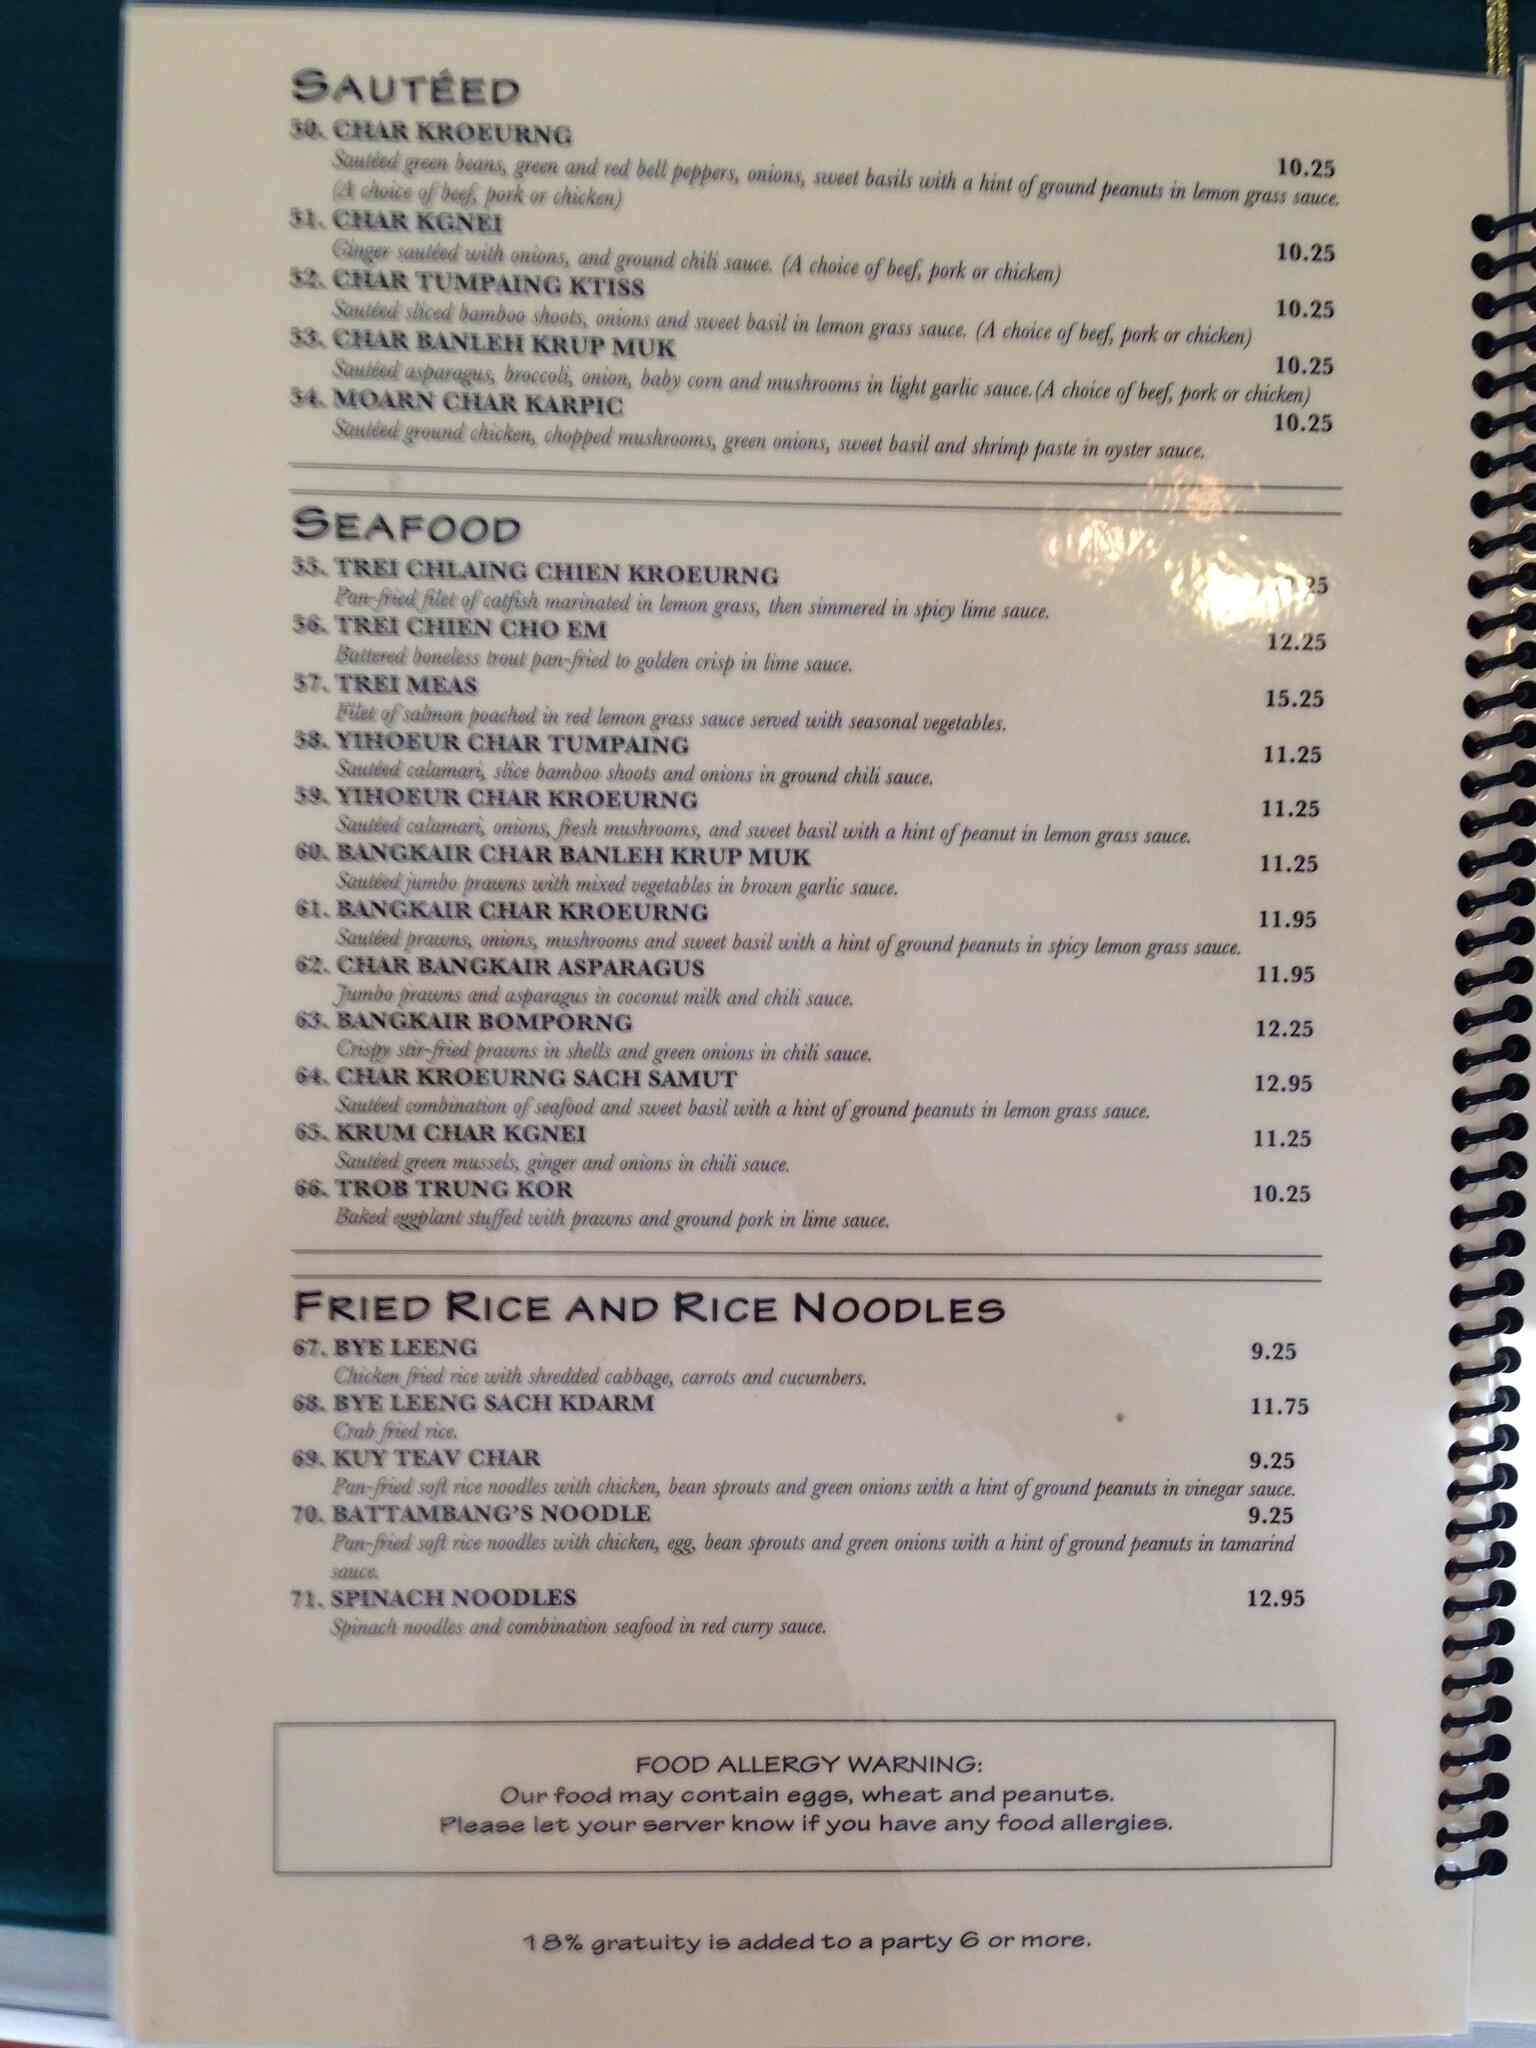 SAUTÉED
50. CHAR KROEURNG 10.25
Sautéed green beans, green and red bell peppers, onions, sweet basils with a hint of ground peanuts in lemon grass sauce.
(A choice of beef, pork or chicken)
51. CHAR KGNEI 10.25
Ginger sautéed with onions, and ground chili sauce. (A choice of beef, pork or chicken)
52. CHAR TUMPAING KTISS 10.25
Sautéed sliced bamboo shoots, onions and sweet basil in lemon grass sauce. (A choice of beef, pork or chicken)
53. CHAR BANLEH KRUP MUK 10.25
Sautéed asparagus, broccoli, onion, baby corn and mushrooms in light garlic sauce.(A choice of beef, pork or chicken)
54. MOARN CHAR KARPIC 10.25
Sautéed ground chicken, chopped mushrooms, green onions, sweet basil and shrimp paste in oyster sauce.
SEAFOOD
55. TREI CHLAING CHIEN KROEURNG
Pan-fried filet of catfish marinated in lemon grass, then simmered in spicy lime sauce.
56. TREI CHIEN CHO EM 12.25
Battered boneless trout pan-fried to golden crisp in lime sauce.
57. TREI MEAS 15.25
Filet of salmon poached in red lemon grass sauce served with seasonal vegetables.
58. YIHOEUR CHAR TUMPAING 11.25
Sautéed calamari, slice bamboo shoots and onions in ground chili sauce.
59. YIHOEUR CHAR KROEURNG 11.25
Sautéed calamari, onions, fresh mushrooms, and sweet basil with a hint of peanut in lemon grass sauce.
60. BANGKAIR CHAR BANLEH KRUP MUK 11.25
Sautéed jumbo prawns with mixed vegetables in brown garlic sauce.
61. BANGKAIR CHAR KROEURNG 11.95
Sautéed prawns, onions, mushrooms and sweet basil with a hint of ground peanuts in spicy lemon grass sauce.
62. CHAR BANGKAIR ASPARAGUS 11.95
Jumbo prawns and asparagus in coconut milk and chili sauce.
63. BANGKAIR BOMPORNG 12.25
Crispy stir-fried prawns in shells and green onions in chili sauce.
64. CHAR KROEURNG SACH SAMUT 12.95
Sautéed combination of seafood and sweet basil with a hint of ground peanuts in lemon grass sauce.
65. KRUM CHAR KGNEI 11.25
Sautéed green mussels, ginger and onions in chili sauce.
66. TROB TRUNG KOR 10.25
Baked eggplant stuffed with prawns and ground pork in lime sauce.
FRIED RICE AND RICE NOODLES
67. BYE LEENG 9.25
Chicken fried rice with shredded cabbage, carrots and cucumbers.
68. BYE LEENG SACH KDARM 11.75
Crab fried rice.
69. KUY TEAV CHAR 9.25
Pan-fried soft rice noodles with chicken, bean sprouts and green onions with a hint of ground peanuts in vinegar sauce.
70. BATTAMBANG'S NOODLE 9.25
Pan-fried soft rice noodles with chicken, egg, bean sprouts and green onions with a hint of ground peanuts in tamarind
sauce.
71. SPINACH NOODLES 12.95
Spinach noodles and combination seafood in red curry sauce.
FOOD ALLERGY WARNING:
Our food may contain eggs, wheat and peanuts.
Please let your server know if you have any food allergies.
18% gratuity is added to a party 6 or more.